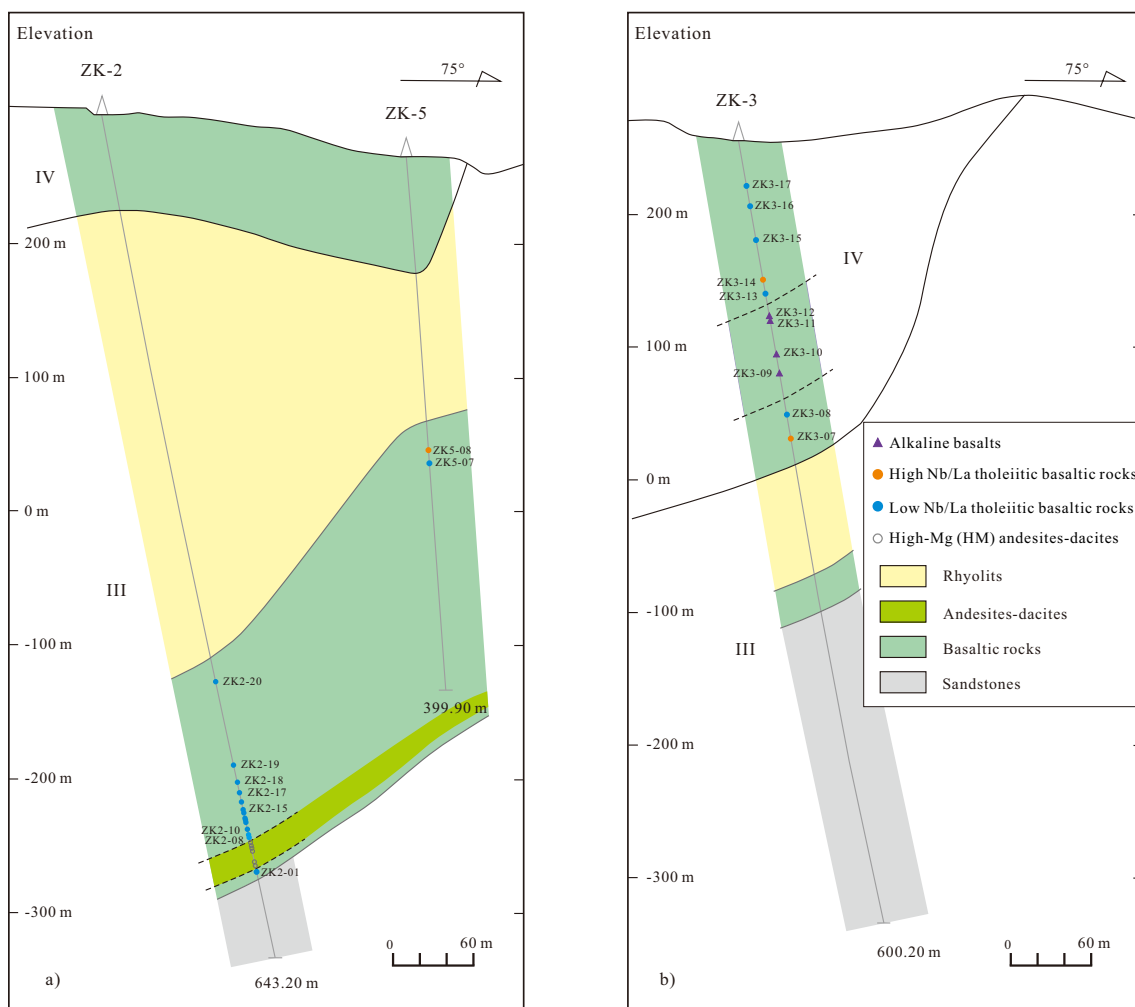 Elevation
ZK-2
75°
ZK-5
IV
200 m
100 m
ZK5-08
ZK5-07
0 m
III
-100 m
ZK2-20
399.90 m
ZK2-19
-200 m
ZK2-18
ZK2-17
ZK2-15
ZK2-10
ZK2-08
ZK2-01
-300 m
0 60 m
a)
643.20 m
Elevation
75°
ZK-3
ZK3-17
200 m
ZK3-16
ZK3-15
IV
ZK3-14
ZK3-13
ZK3-12
ZK3-11
100 m
ZK3-10
ZK3-09
ZK3-08
ZK3-07
0 m
-100 m
III
-200 m
-300 m
0 60 m
b)
600.20 m
Alkaline basalts
High Nb/La tholeiitic basaltic rocks
Low Nb/La tholeiitic basaltic rocks
High-Mg (HM) andesites-dacites
Rhyolits
Andesites-dacites
Basaltic rocks
Sandstones